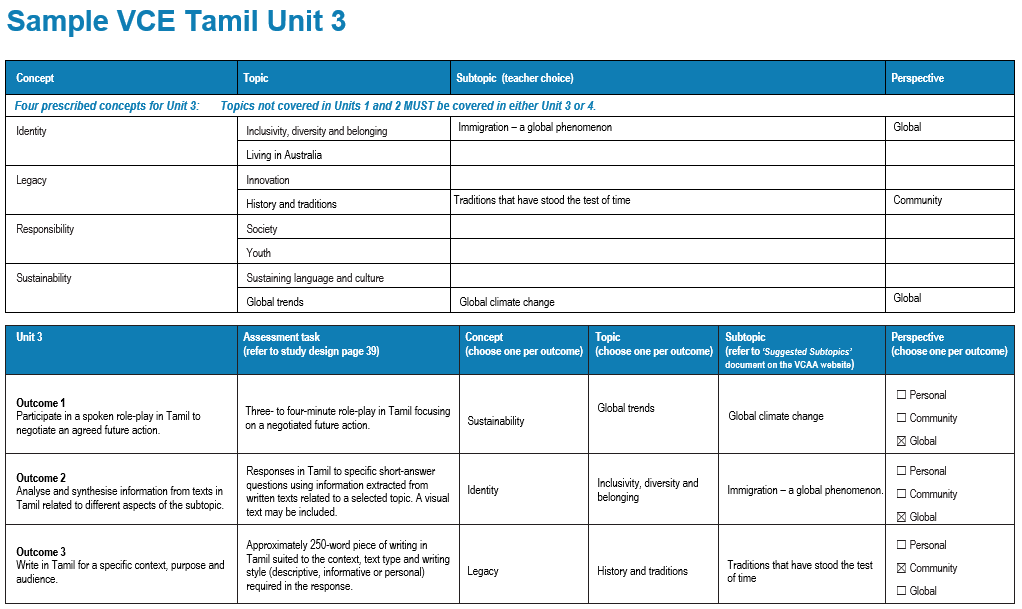 Sample VCE Tamil Unit 3
Concept Topic Subtopic (teacher choice) Perspective
Four prescribed concepts for Unit 3: Topics not covered in Units 1 and 2 MUST be covered in either Unit 3 or 4.
Identity Inclusivity, diversity and belonging Immigration – a global phenomenon Global
Living in Australia
Legacy Innovation
History and traditions Traditions that have stood the test of time Community
Responsibility Society
Youth
Sustainability Sustaining language and culture
Global trends Global climate change Global
Unit 3
Assessment task
(refer to study design page 39)
Concept
(choose one per outcome)
Topic
(choose one per outcome)
Subtopic
(refer to ‘Suggested Subtopics’
document on the VCAA website)
Perspective
(choose one per outcome)
Outcome 1
Participate in a spoken role-play in Tamil to
negotiate an agreed future action.
Three- to four-minute role-play in Tamil focusing
on a negotiated future action.
Sustainability
Global trends
Global climate change
☐ Personal
☐ Community
☒ Global
Outcome 2
Analyse and synthesise information from texts in
Tamil related to different aspects of the subtopic.
Responses in Tamil to specific short-answer
questions using information extracted from
written texts related to a selected topic. A visual
text may be included.
Identity
Inclusivity, diversity and
belonging
Immigration – a global phenomenon.
☐ Personal
☐ Community
☒ Global
Outcome 3
Write in Tamil for a specific context, purpose and
audience.
Approximately 250-word piece of writing in
Tamil suited to the context, text type and writing
style (descriptive, informative or personal)
required in the response.
Legacy
History and traditions
Traditions that have stood the test
of time
☐ Personal
☒ Community
☐ Global